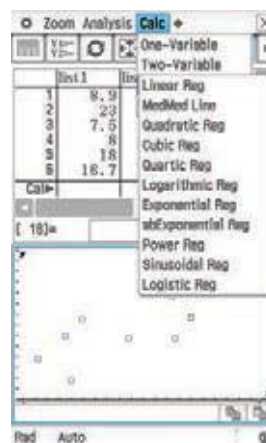 Zoom Analysis Calc
One-Variable
Two-Variable
Linear Reg
MedMed Line
Quadratic Reg
Cubic Reg
Quartic Reg
Logarithmic Reg
Exponential Reg
abExponential Reg
Power Reg
Sinusoidal Reg
Logistic Reg
list1
1 8.9
2 23
3 7.5
4 8
5 18
6 16.7
Cal▶
[ 18]=
Rad Auto